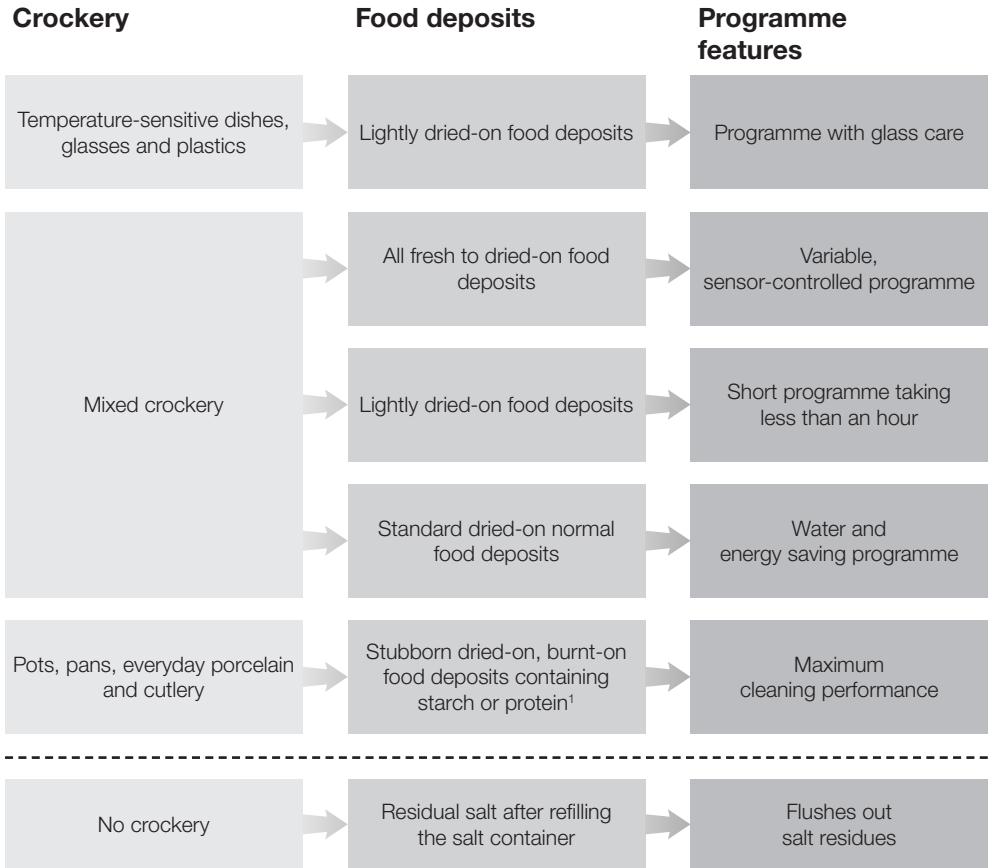 Crockery
Food deposits
Programme
features
Temperature-sensitive dishes,
glasses and plastics
Lightly dried-on food deposits
Programme with glass care
Mixed crockery
All fresh to dried-on food
deposits
Variable,
sensor-controlled programme
Lightly dried-on food deposits
Short programme taking
less than an hour
Standard dried-on normal
food deposits
Water and
energy saving programme
Pots, pans, everyday porcelain
and cutlery
Stubborn dried-on, burnt-on
food deposits containing
starch or protein¹
Maximum
cleaning performance
No crockery
Residual salt after refilling
the salt container
Flushes out
salt residues